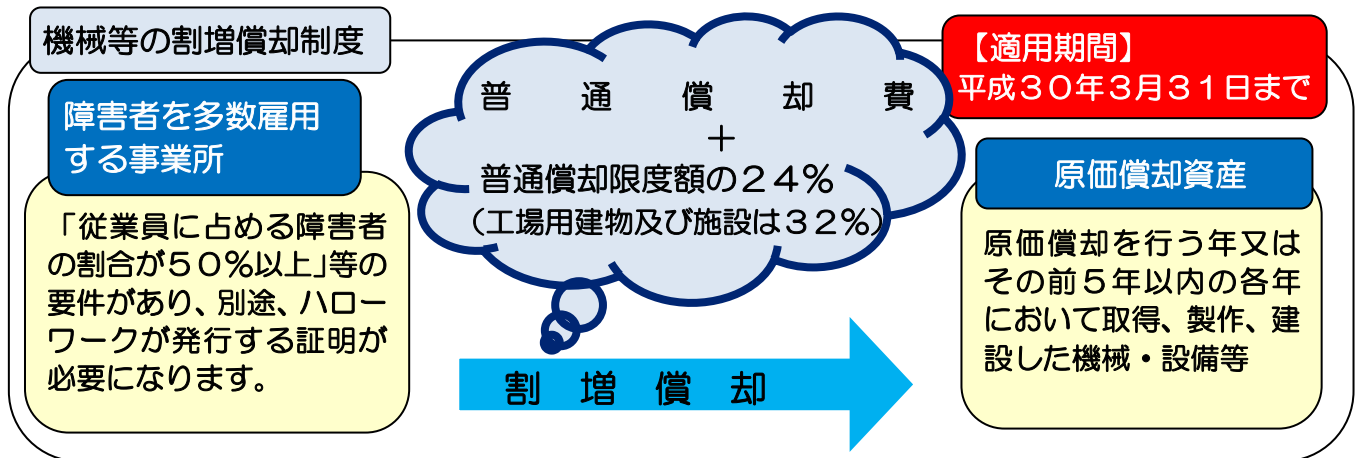 機械等の割増償却制度
障害者を多数雇用
する事業所
「従業員に占める障害者
の割合が５０％以上」等の
要件があり、別途、ハロー
ワークが発行する証明が
必要になります。
普通償却費
＋
普通償却限度額の２４％
（工場用建物及び施設は３２％）
割増償却
【適用期間】
平成３０年３月３１日まで
原価償却資産
原価償却を行う年又は
その前５年以内の各年
において取得、製作、建
設した機械・設備等